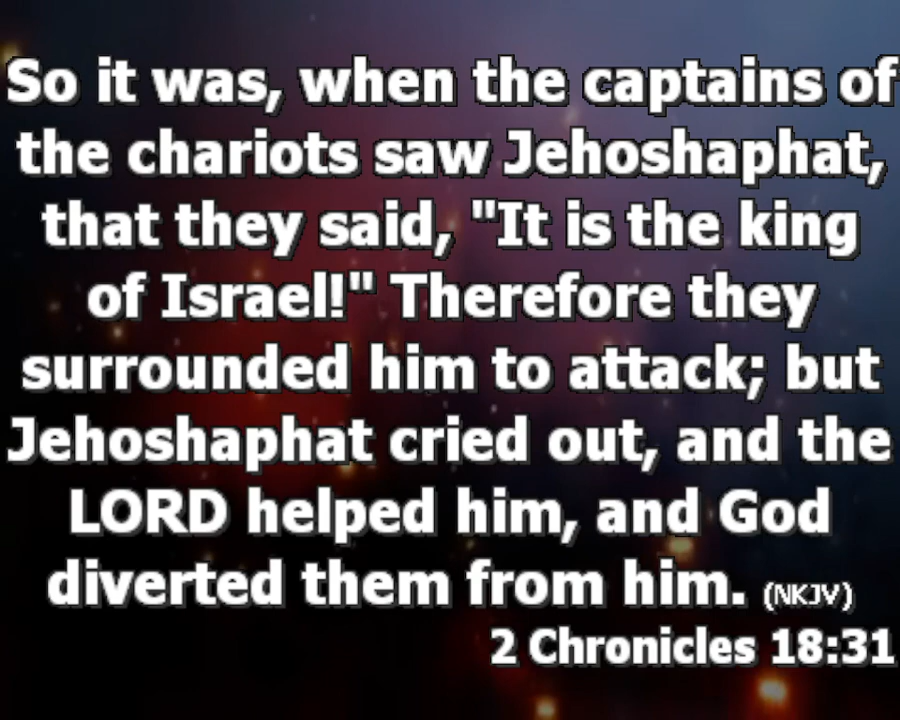 So it was, when the captains of
the chariots saw Jehoshaphat,
that they said, "It is the king
of Israel!" Therefore they
surrounded him to attack; but
Jehoshaphat cried out, and the
LORD helped him, and God
diverted them from him. (NKJV)
2 Chronicles 18:31